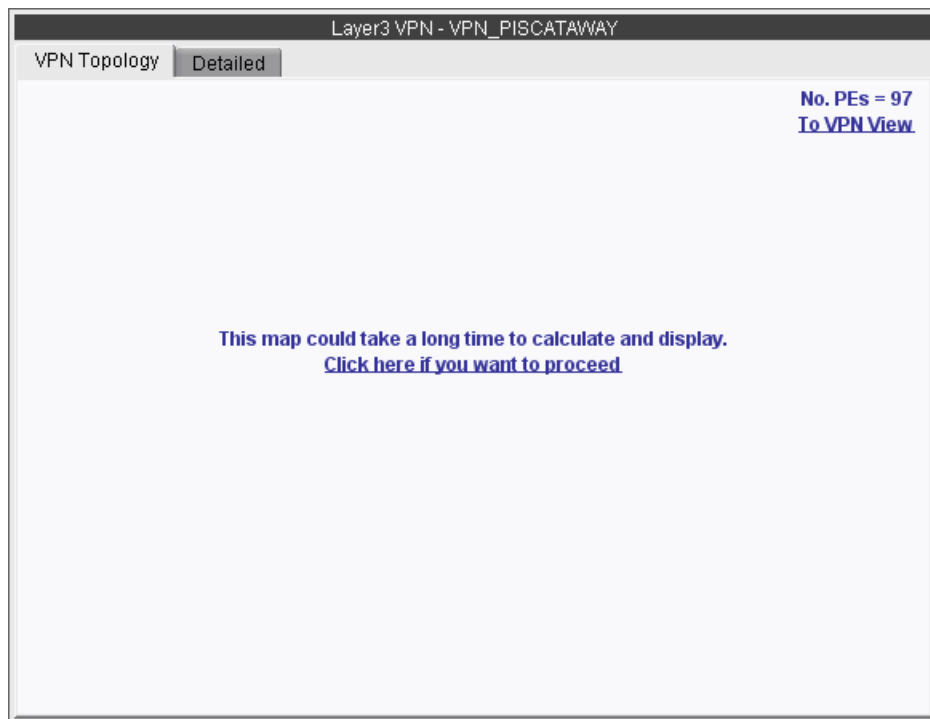 Layer3 VPN - VPN_PISCATAWAY
VPN Topology Detailed
No. PEs = 97
To VPN View
This map could take a long time to calculate and display.
Click here if you want to proceed